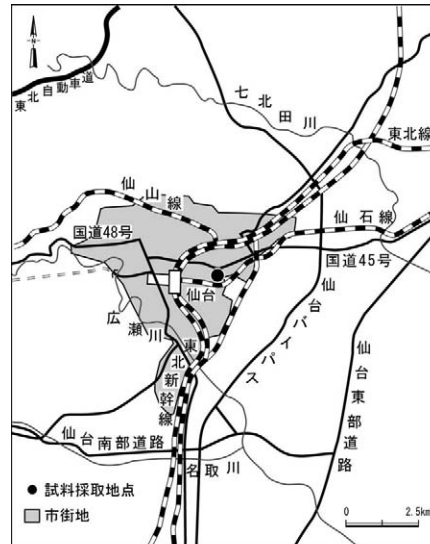 N
東北自動車道
七北田川
東北線
仙山線
仙石線
国道48号
国道45号
仙台
広瀬川
東北新幹線
仙台バイパス
仙台東部道路
仙台南部道路
名取川
試料採取地点
市街地
0 2.5km